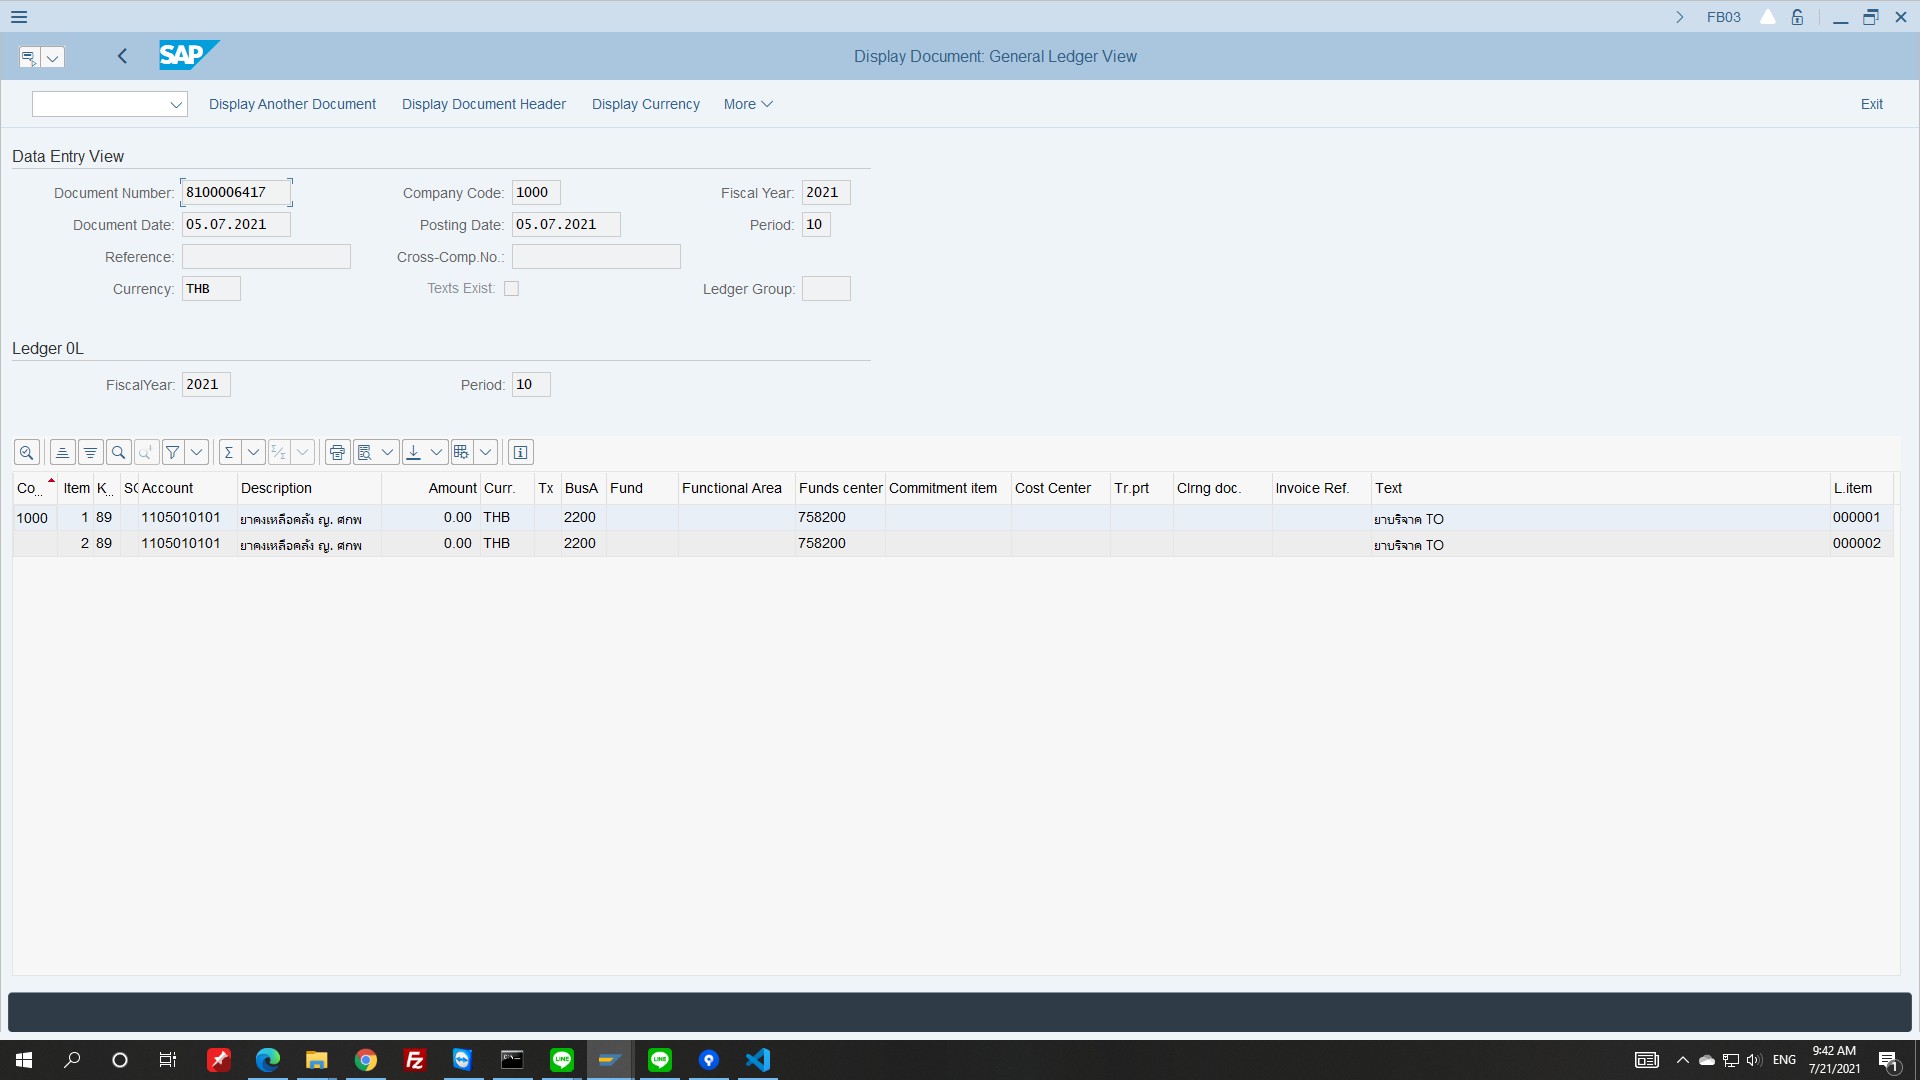 FB03
SAP
Display Document: General Ledger View
Display Another Document Display Document Header Display Currency More Exit
Data Entry View
Document Number: 8100006417 Company Code: 1000 Fiscal Year: 2021
Document Date: 05.07.2021 Posting Date: 05.07.2021 Period: 10
Reference: Cross-Comp.No.:
Currency: THB Texts Exist: Ledger Group:
Ledger 0L
FiscalYear: 2021 Period: 10
Co... Item K... SG Account Description Amount Curr. Tx BusA Fund Functional Area Funds center Commitment item Cost Center Tr.prt Clrng doc. Invoice Ref. Text L.item
1000 1 89 1105010101 ยาคงเหลือคลัง ญ. ศกพ 0.00 THB 2200 758200 ยาบริจาค TO 000001
2 89 1105010101 ยาคงเหลือคลัง ญ. ศกพ 0.00 THB 2200 758200 ยาบริจาค TO 000002
ENG
9:42 AM
7/21/2021
1